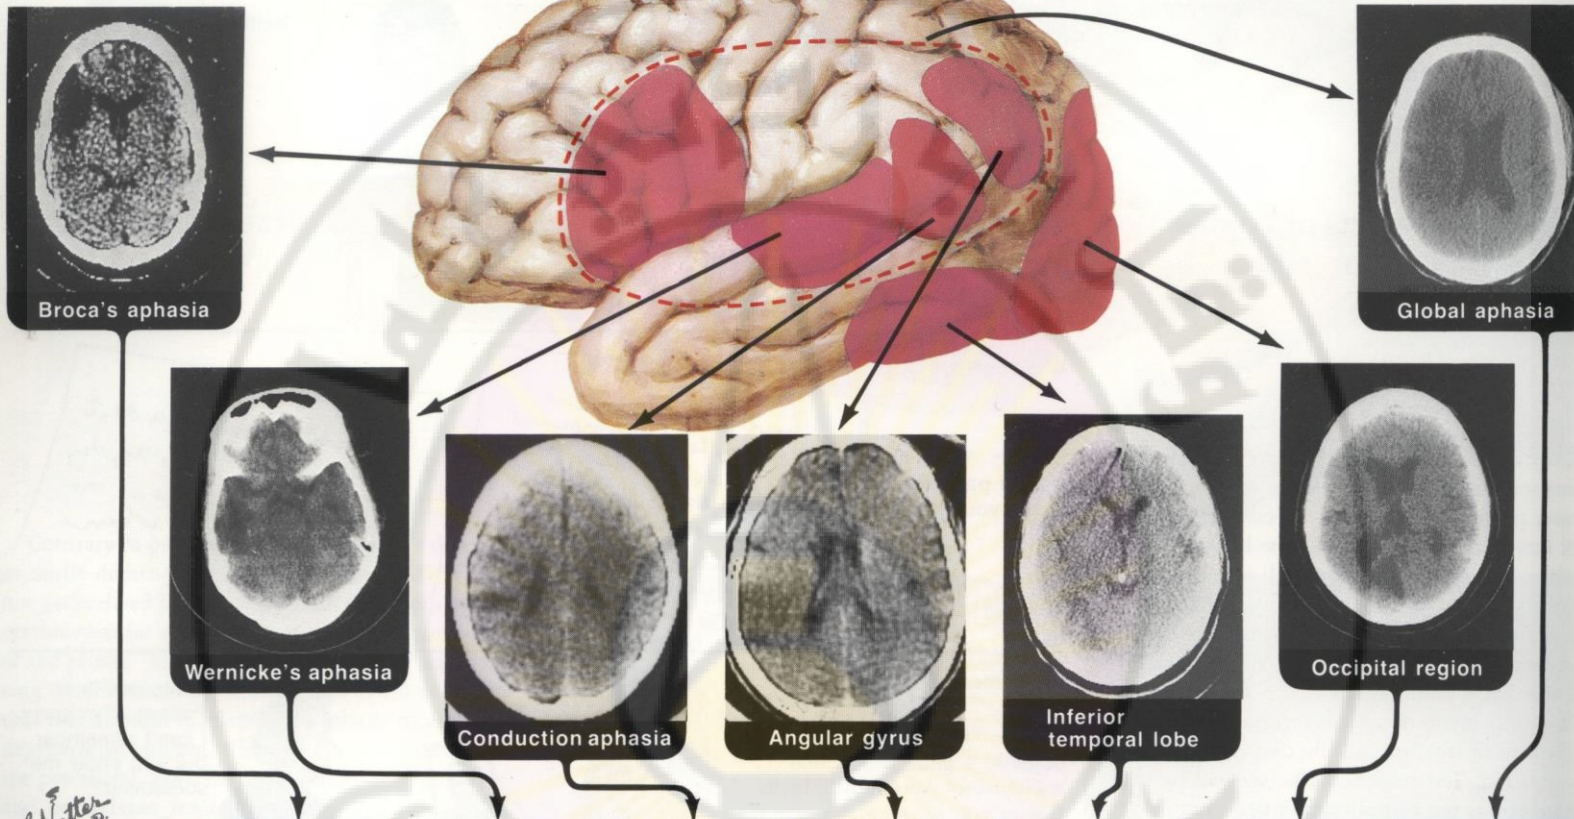 Broca's aphasia
Global aphasia
Wernicke's aphasia
Occipital region
Conduction aphasia
Angular gyrus
Inferior
temporal lobe